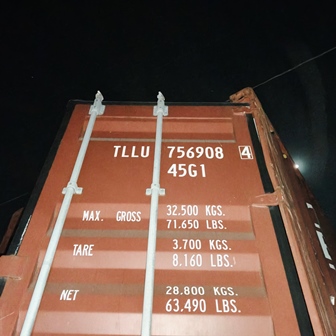 TLLU 756908 4
45G1
MAX. GROSS 32.500 KGS.
71.650 LBS.
TARE 3.700 KGS.
8.160 LBS.
NET 28.800 KGS.
63.490 LBS.